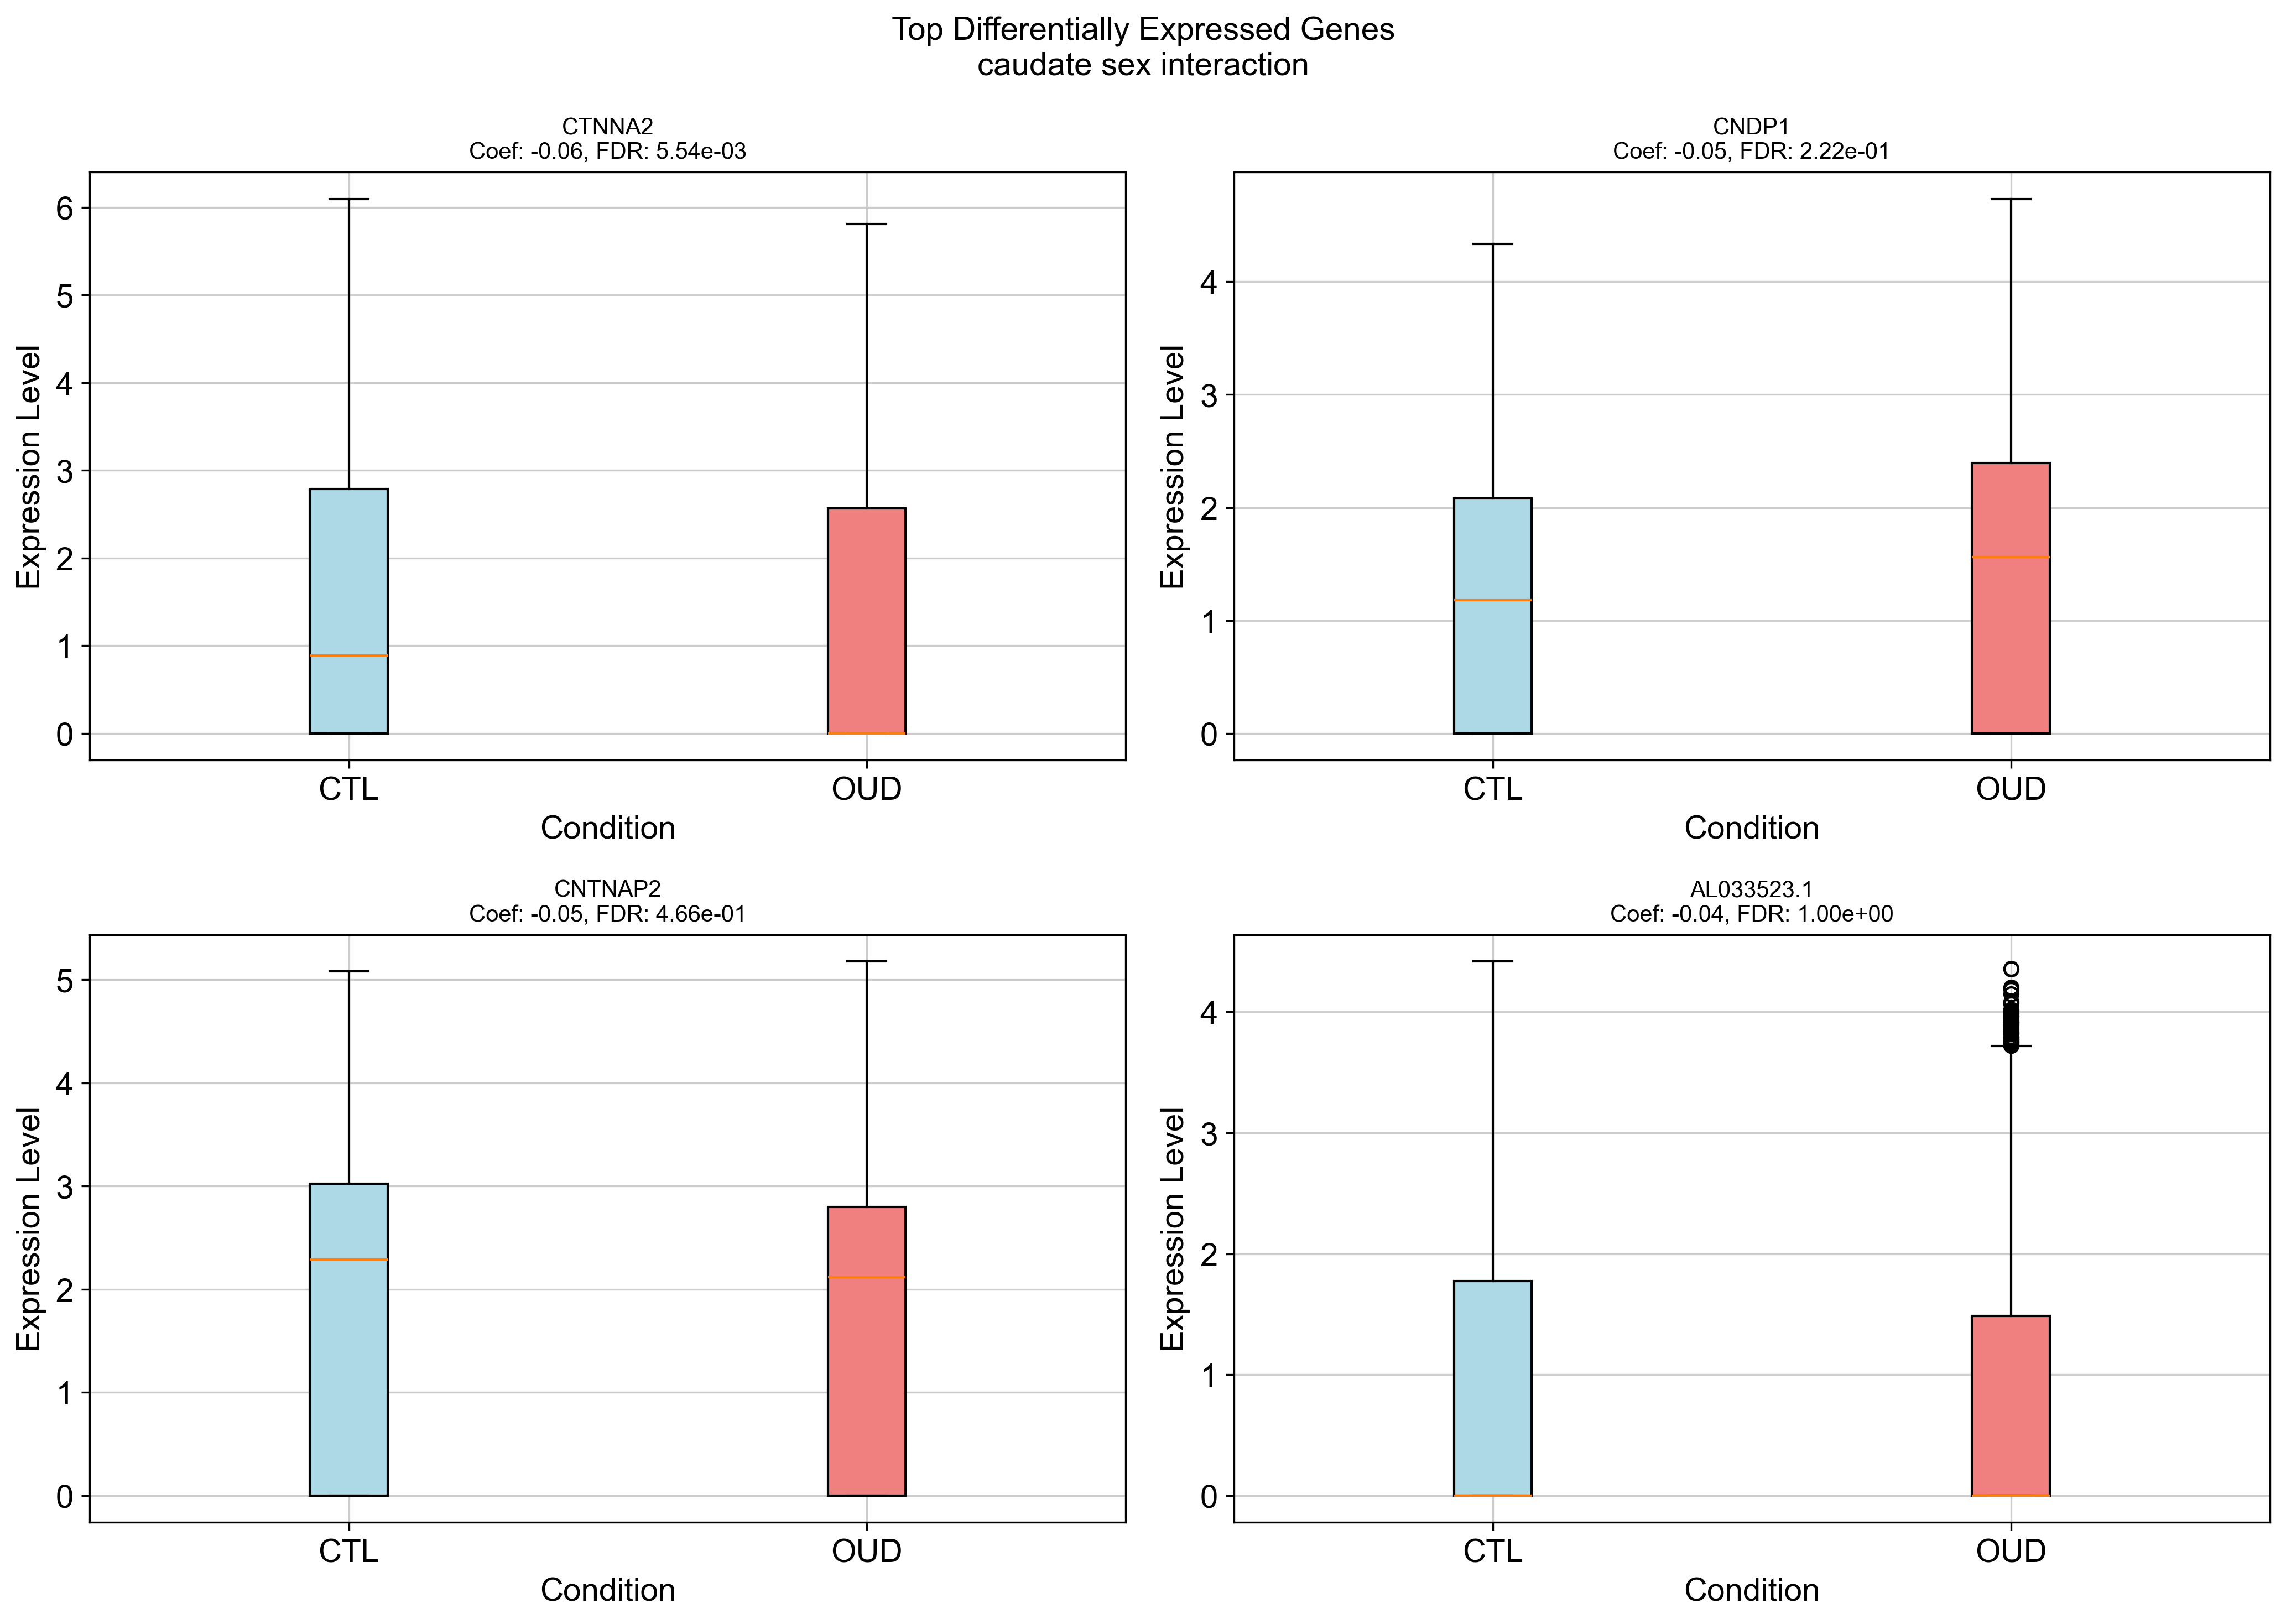 Top Differentially Expressed Genes
caudate sex interaction
CTNNA2
Coef: -0.06, FDR: 5.54e-03
6
5
4
3
2
1
0
Expression Level
CTL
OUD
Condition
CNDP1
Coef: -0.05, FDR: 2.22e-01
4
3
2
1
0
Expression Level
CTL
OUD
Condition
CNTNAP2
Coef: -0.05, FDR: 4.66e-01
5
4
3
2
1
0
Expression Level
CTL
OUD
Condition
AL033523.1
Coef: -0.04, FDR: 1.00e+00
4
3
2
1
0
Expression Level
CTL
OUD
Condition